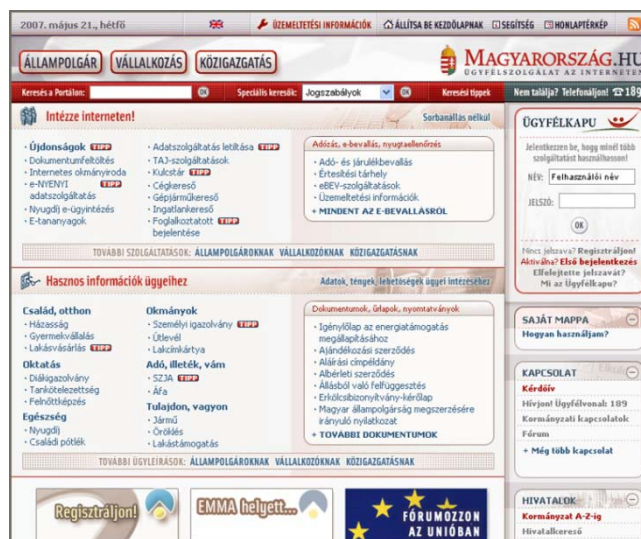 2007. május 21., hétfő
ÜZEMELTETÉSI INFORMÁCIÓK
ÁLLÍTSA BE KEZDŐLAPNAK
SEGÍTSÉG
HONLAPTÉRKÉP
ÁLLAMPOLGÁR
VÁLLALKOZÁS
KÖZIGAZGATÁS
MAGYARORSZÁG.HU
ÜGYFÉLSZOLGÁLAT AZ INTERNETEN
Keresés a Portálon:
OK
Speciális keresők:
Jogszabályok
OK
Keresési tippek
Nem találja? Telefonáljon! ☎189
Intézze interneten!
Sorbanállás nélkül
· Újdonságok TIPP
· Dokumentumfeltöltés
· Internetes okmányiroda
· e-NYENYI TIPP
adatszolgáltatás
· Nyugdíj e-ügyintézés
· E-tananyagok
· Adatszolgáltatás letiltása TIPP
· TAJ-szolgáltatások
· Kulcstár TIPP
· Cégkereső
· Gépjárműkereső
· Ingatlankereső
· Foglalkoztatott TIPP
bejelentése
Adózás, e-bevallás, nyugtaellenőrzés
· Adó- és járulékbevallás
· Értesítési tárhely
· eBEV-szolgáltatások
· Üzemeltetési információk
+ MINDENT AZ E-BEVALLÁSRÓL
TOVÁBBI SZOLGÁLTATÁSOK: ÁLLAMPOLGÁROKNAK VÁLLALKOZÓKNAK KÖZIGAZGATÁSNAK
Hasznos információk ügyeihez
Adatok, tények, lehetőségek ügyei intézéséhez
Család, otthon
· Házasság
· Gyermekvállalás
· Lakásvásárlás TIPP
Oktatás
· Diákigazolvány
· Tankötelezettség
· Felnőttképzés
Egészség
· Nyugdíj
· Családi pótlék
Okmányok
· Személyi igazolvány TIPP
· Útlevél
· Lakcímkártya
Adó, illeték, vám
· SZJA TIPP
· Áfa
Tulajdon, vagyon
· Jármű
· Öröklés
· Lakástámogatás
Dokumentumok, űrlapok, nyomtatványok
· Igénylőlap az energiatámogatás
megállapításához
· Ajándékozási szerződés
· Aláírási címpéldány
· Albérleti szerződés
· Állásból való felfüggesztés
· Erkölcsibizonyítvány-kérőlap
· Magyar állampolgárság megszerzésére
irányuló nyilatkozat
+ TOVÁBBI DOKUMENTUMOK
TOVÁBBI ÜGYLEÍRÁSOK: ÁLLAMPOLGÁROKNAK VÁLLALKOZÓKNAK KÖZIGAZGATÁSNAK
Regisztráljon!
EMMA helyett...
FÓRUMOZZON
AZ UNIÓBAN
ÜGYFÉLKAPU
Jelentkezzen be, hogy minél több
szolgáltatást használhasson!
NÉV: Felhasználói név
JELSZÓ:
OK
Nincs jelszava? Regisztráljon!
Aktiválna? Első bejelentkezés
Elfelejtette jelszavát?
Mi az Ügyfélkapu?
SAJÁT MAPPA
Hogyan használjam?
KAPCSOLAT
Kérdőív
Hívjon! Ügyfélvonal: 189
Kormányzati kapcsolatok
Fórum
+ Még több kapcsolat
HIVATALOK
Kormányzat A-Z-ig
Hivatalkereső